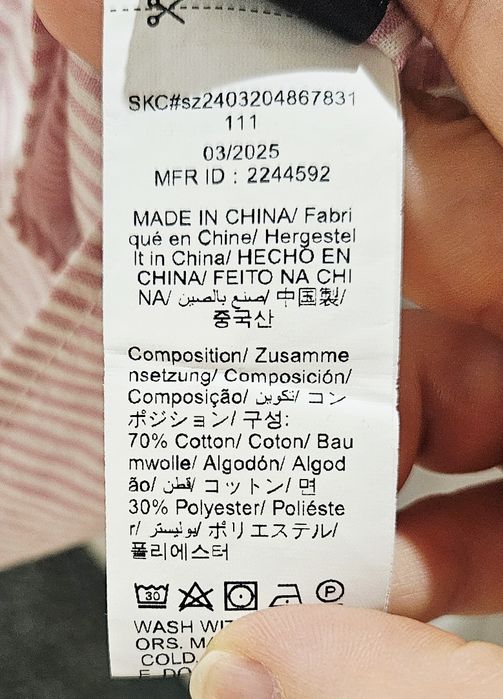 SKC#sz2403204867831
111
03/2025
MFR ID : 2244592
MADE IN CHINA/ Fabri
qué en Chine/ Hergestel
lt in China/ HECHO EN
CHINA/ FEITO NA CHI
NA/ صنع بالصين/ 中国製/
중국산
Composition/ Zusamme
nsetzung/ Composición/
Composição/ تكوين/ コン
ポジション/ 구성:
70% Cotton/ Coton/ Bau
mwolle/ Algodón/ Algod
ão/ قطن/ コットン/ 면
30% Polyester/ Poliéste
r/ بوليستر/ ポリエステル/
폴리에스터
30 P
WASH
ORS.
COLD.